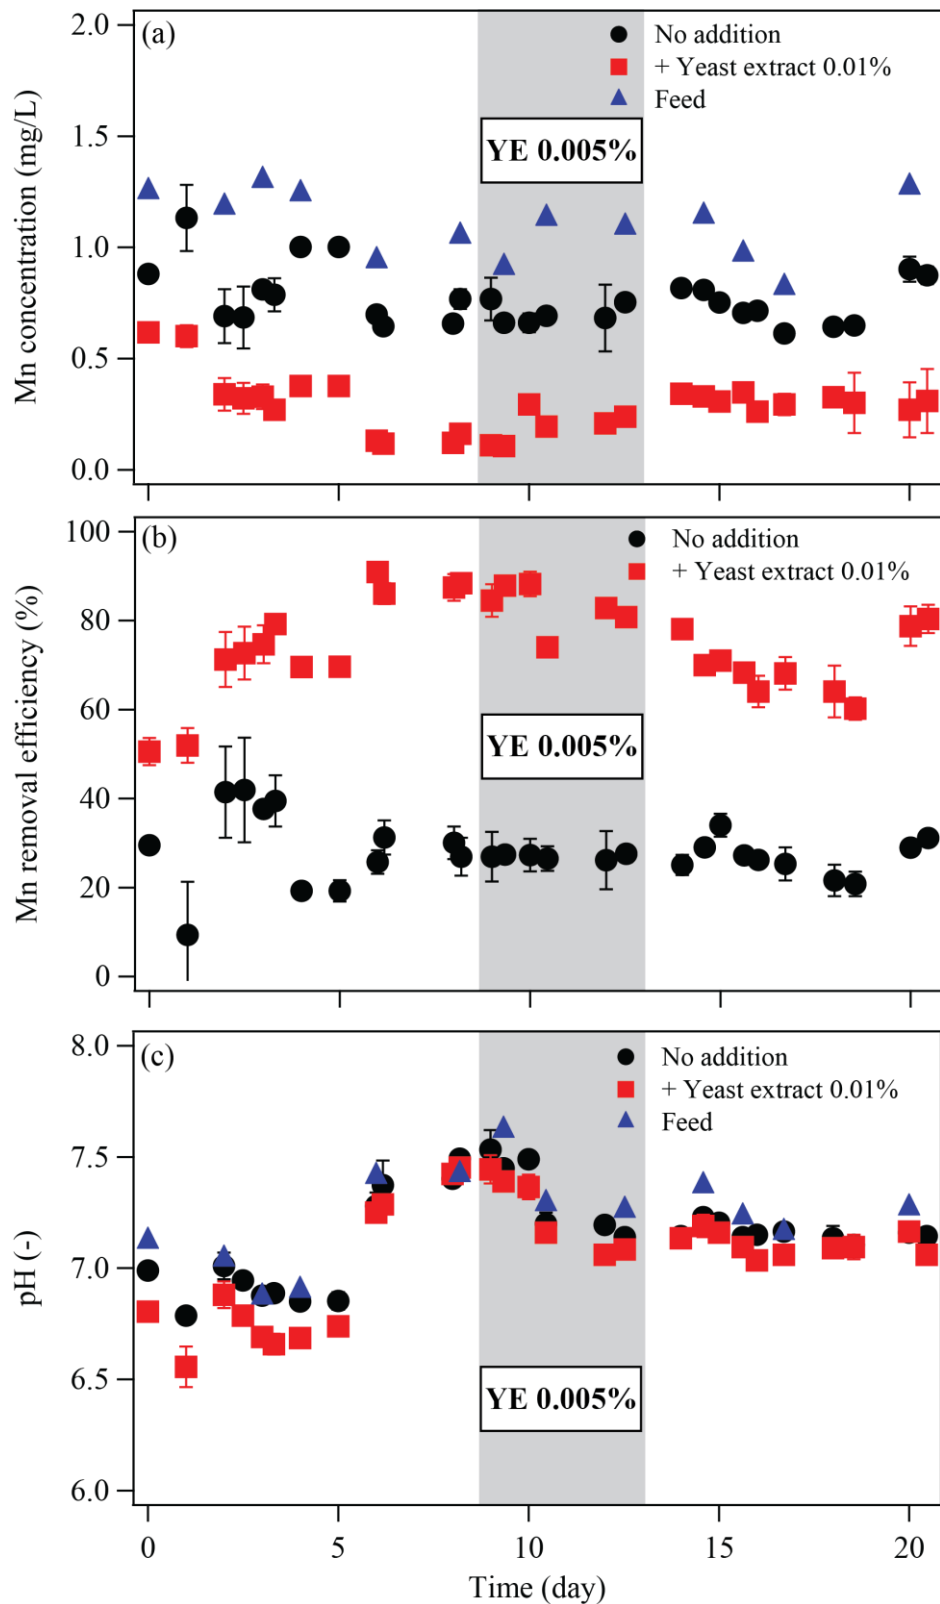 (a)
No addition
+ Yeast extract 0.01%
Feed
YE 0.005%
Mn concentration (mg/L)
2.0
1.5
1.0
0.5
0.0
(b)
No addition
+ Yeast extract 0.01%
YE 0.005%
Mn removal efficiency (%)
100
80
60
40
20
0
(c)
No addition
+ Yeast extract 0.01%
Feed
YE 0.005%
pH (-)
8.0
7.5
7.0
6.5
6.0
0 5 10 15 20
Time (day)